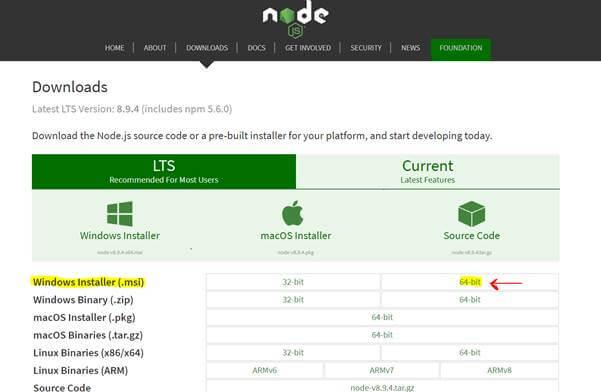 node
JS
HOME | ABOUT | DOWNLOADS | DOCS | GET INVOLVED | SECURITY | NEWS | FOUNDATION
Downloads
Latest LTS Version: 8.9.4 (includes npm 5.6.0)
Download the Node.js source code or a pre-built installer for your platform, and start developing today.
LTS Current
Recommended For Most Users Latest Features
Windows Installer macOS Installer Source Code
node-v8.9.4-x64.msi node-v8.9.4.pkg node-v8.9.4.tar.gz
Windows Installer (.msi) 32-bit 64-bit
Windows Binary (.zip) 32-bit 64-bit
macOS Installer (.pkg) 64-bit
macOS Binaries (.tar.gz) 64-bit
Linux Binaries (x86/x64) 32-bit 64-bit
Linux Binaries (ARM) ARMv6 ARMv7 ARMv8
Source Code node-v8.9.4.tar.gz